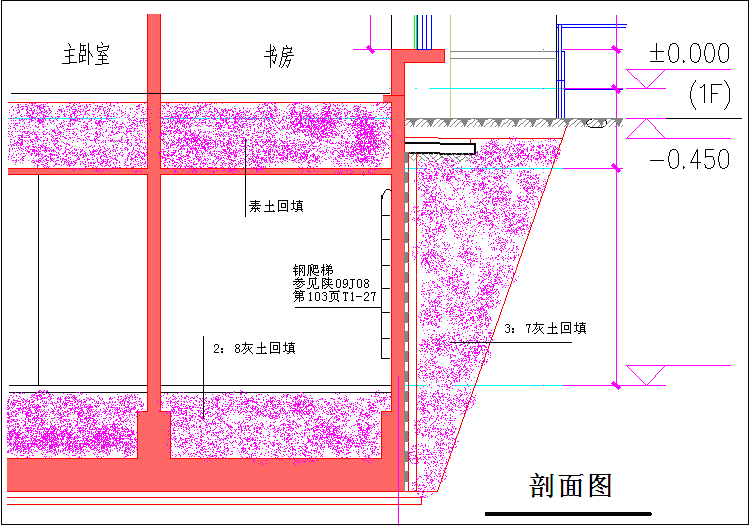 主卧室
书房
±0.000
(1F)
-0.450
素土回填
钢爬梯
参见陕09J08
第103页T1-27
3：7灰土回填
2：8灰土回填
剖面图